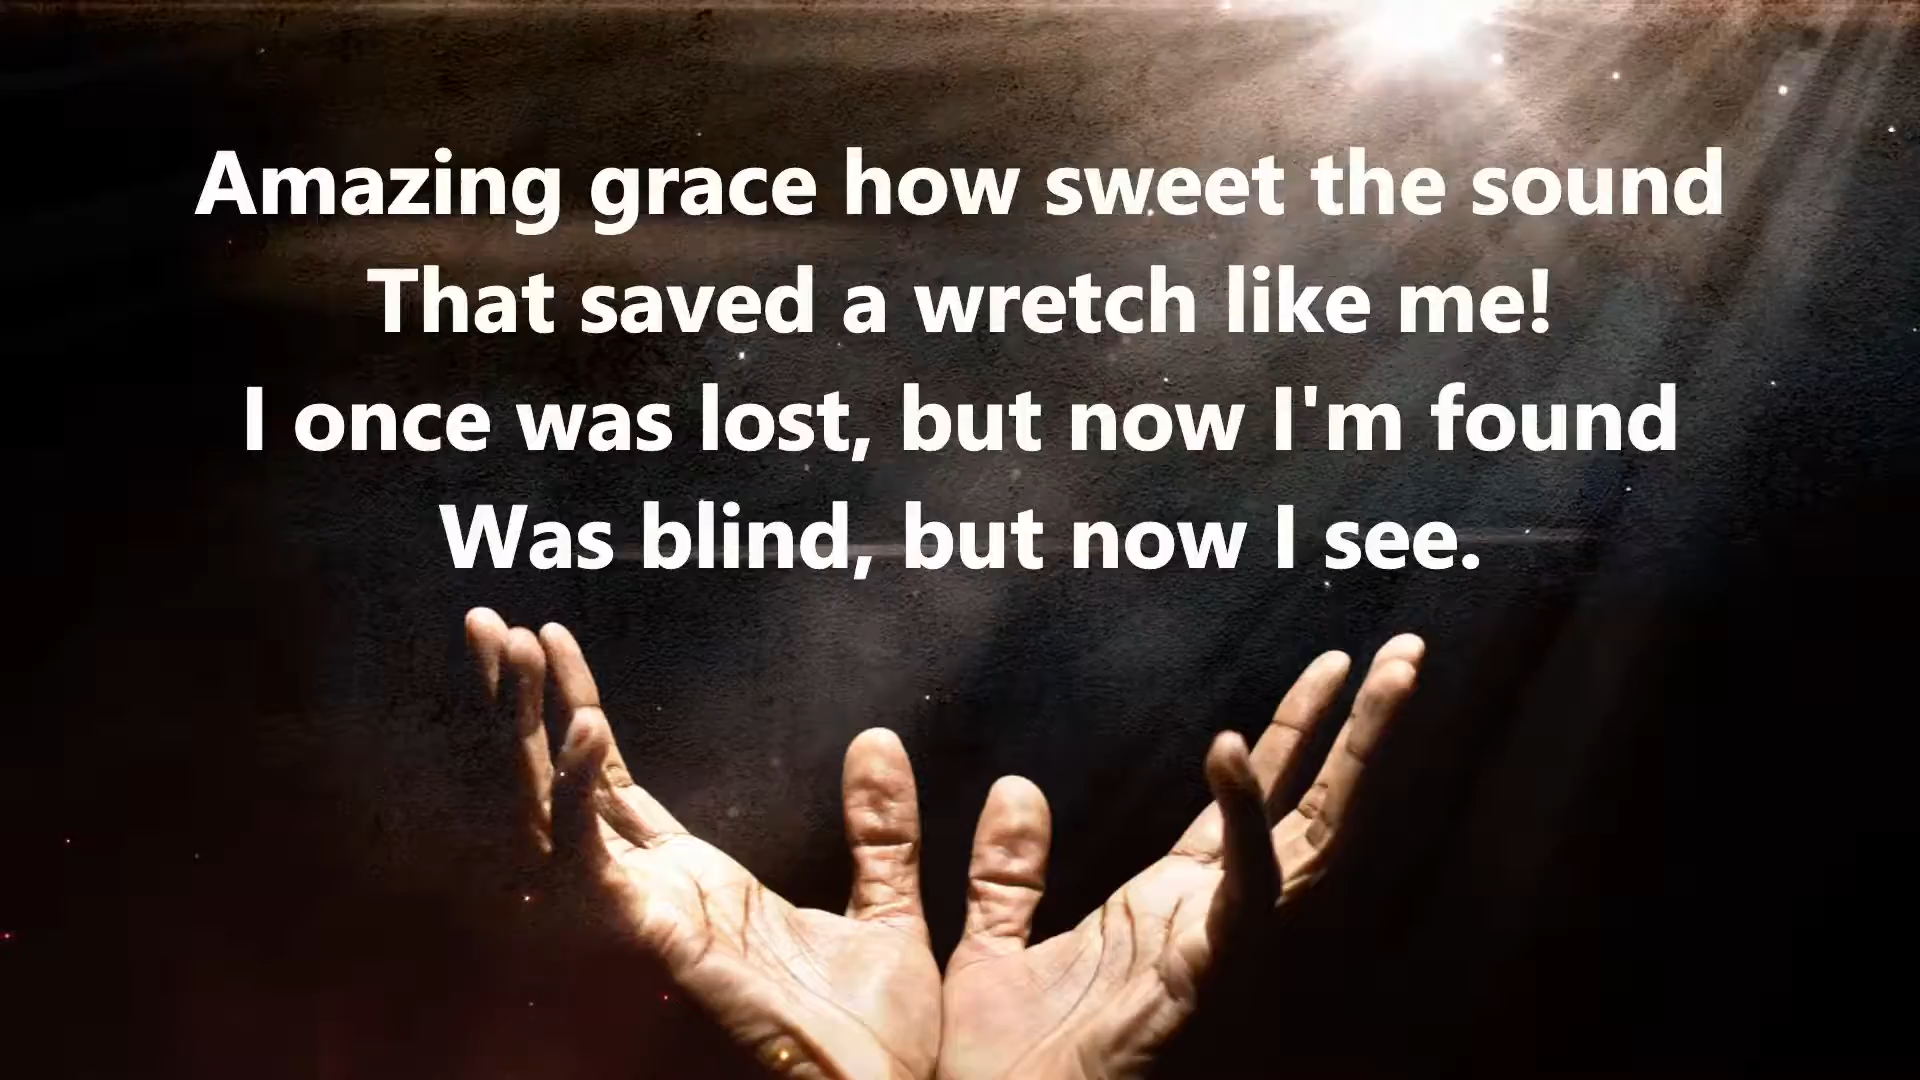 Amazing grace how sweet the sound
That saved a wretch like me!
I once was lost, but now I'm found
Was blind, but now I see.